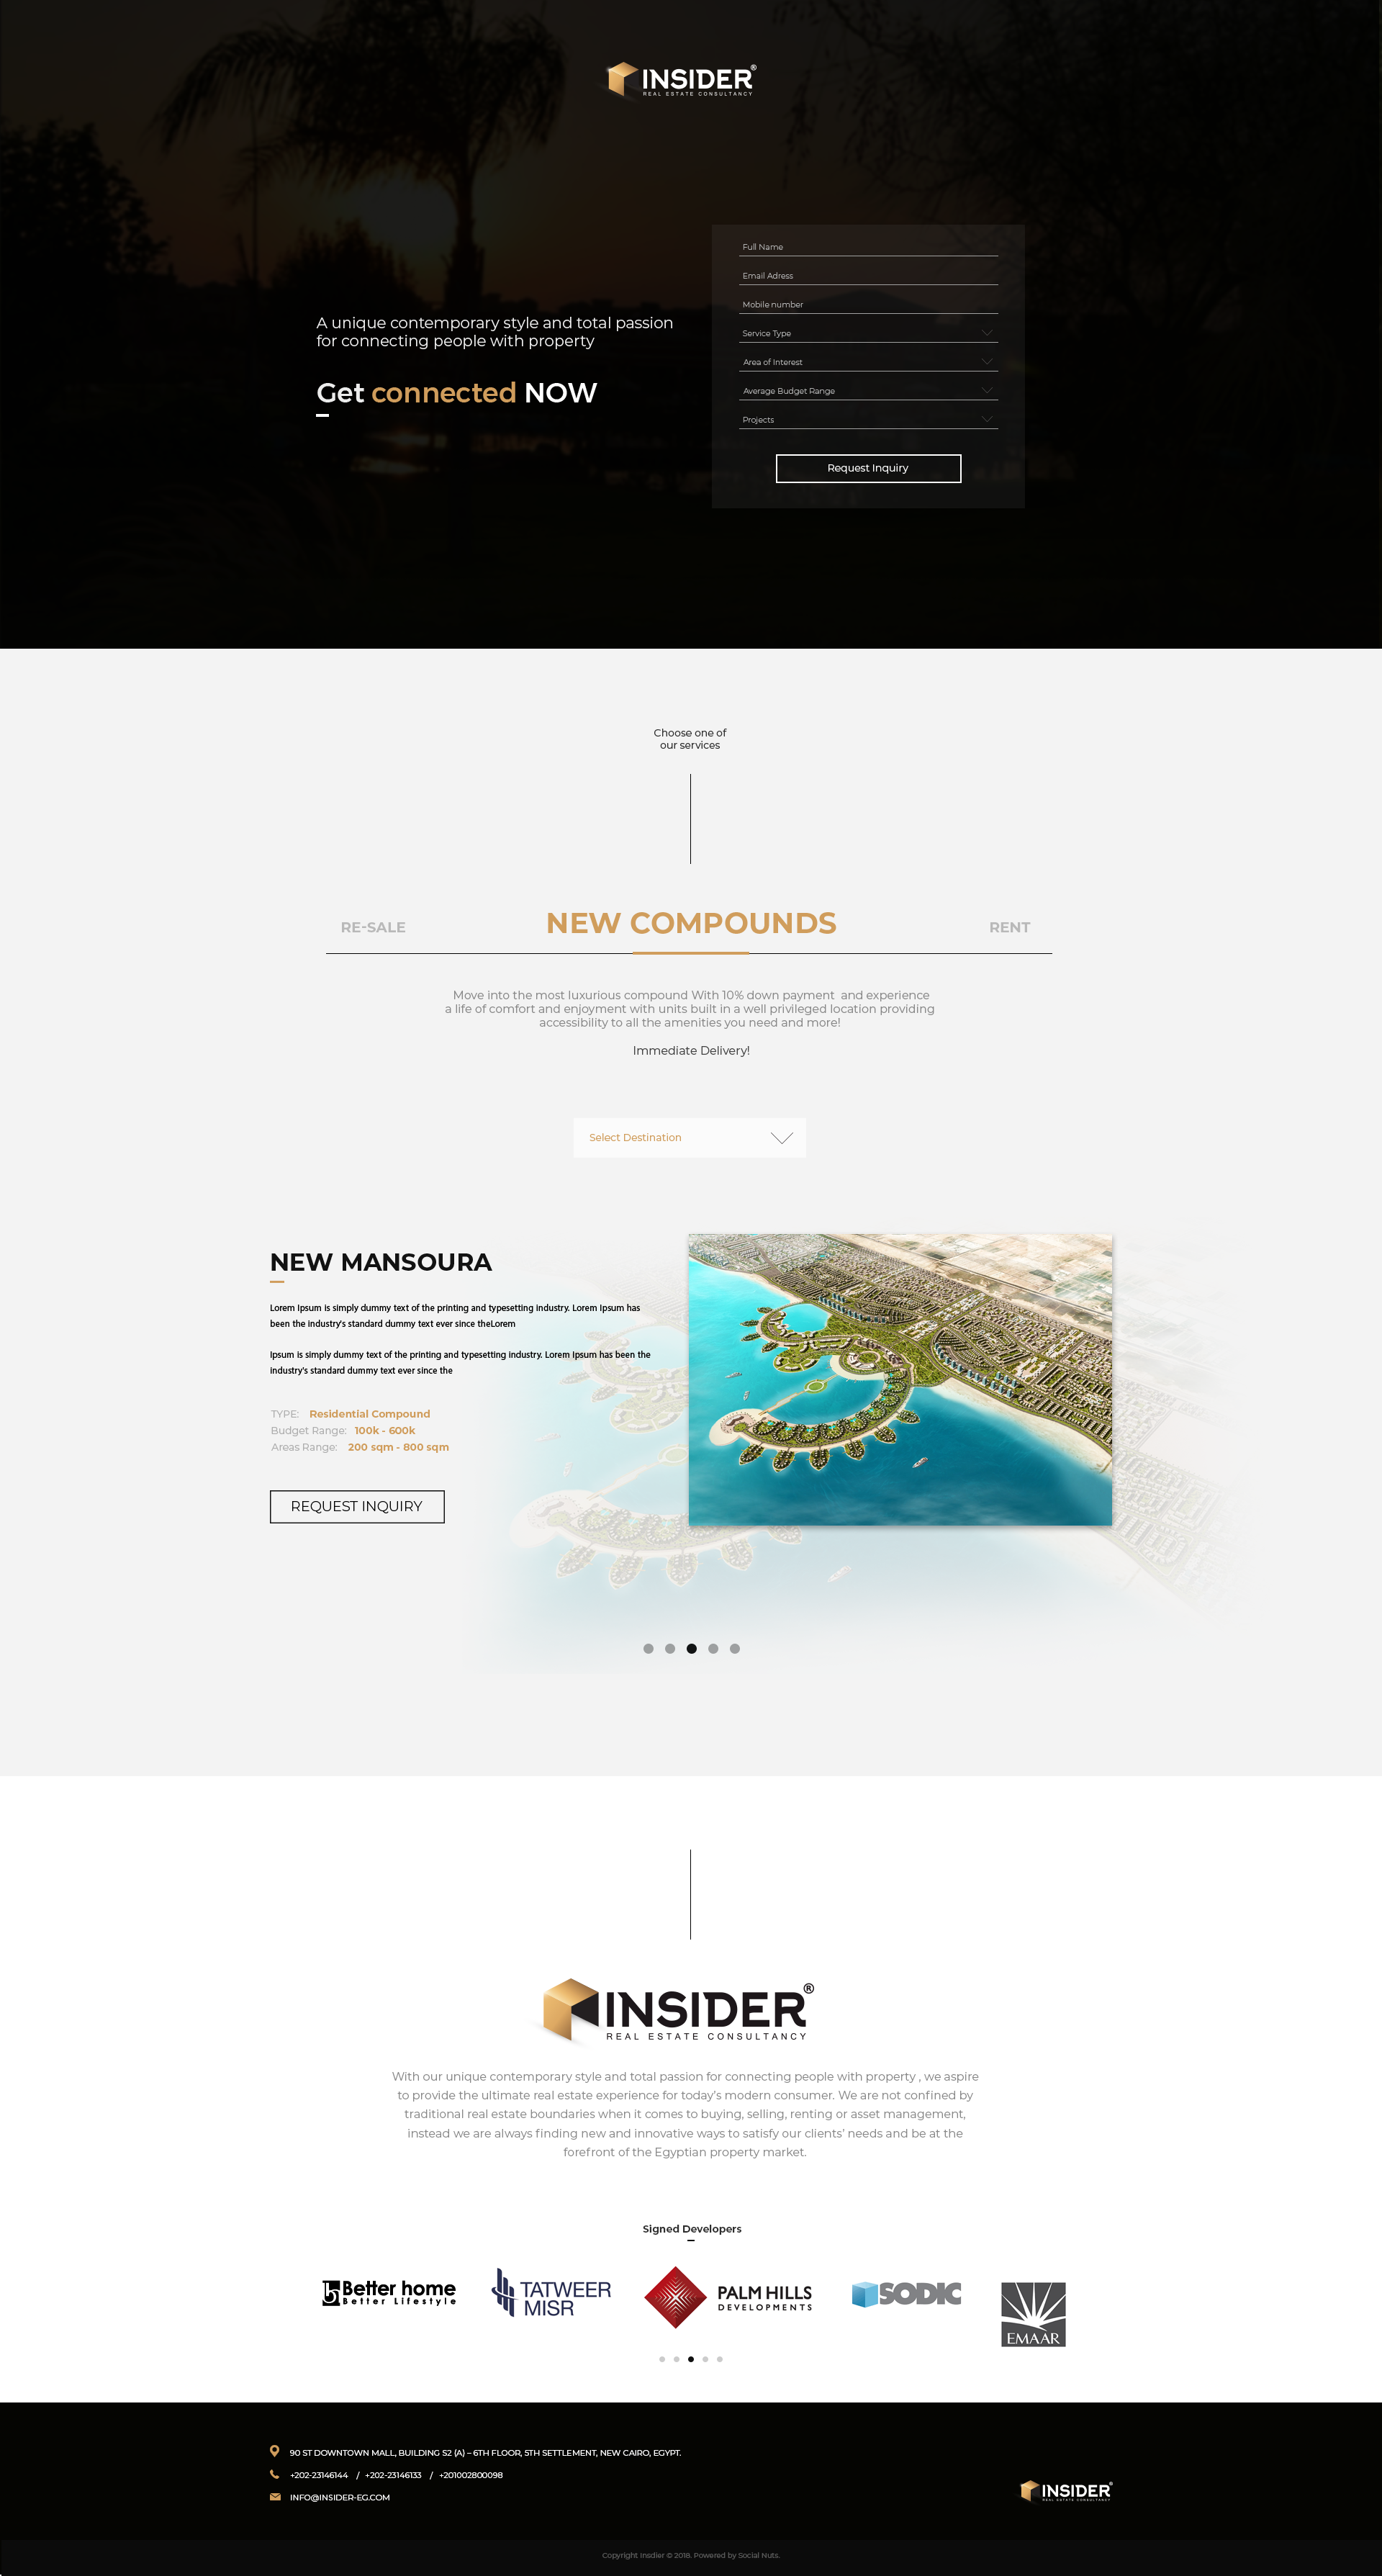 INSIDER®
REAL ESTATE CONSULTANCY
A unique contemporary style and total passion
for connecting people with property
Get connected NOW
Full Name
Email Adress
Mobile number
Service Type
Area of Interest
Average Budget Range
Projects
Request Inquiry
Choose one of
our services
RE-SALE
NEW COMPOUNDS
RENT
Move into the most luxurious compound With 10% down payment and experience
a life of comfort and enjoyment with units built in a well privileged location providing
accessibility to all the amenities you need and more!
Immediate Delivery!
Select Destination
NEW MANSOURA
Lorem Ipsum is simply dummy text of the printing and typesetting industry. Lorem Ipsum has
been the industry's standard dummy text ever since theLorem
Ipsum is simply dummy text of the printing and typesetting industry. Lorem Ipsum has been the
industry's standard dummy text ever since the
TYPE: Residential Compound
Budget Range: 100k - 600k
Areas Range: 200 sqm - 800 sqm
REQUEST INQUIRY
INSIDER®
REAL ESTATE CONSULTANCY
With our unique contemporary style and total passion for connecting people with property , we aspire
to provide the ultimate real estate experience for today's modern consumer. We are not confined by
traditional real estate boundaries when it comes to buying, selling, renting or asset management,
instead we are always finding new and innovative ways to satisfy our clients' needs and be at the
forefront of the Egyptian property market.
Signed Developers
b Better home
Better Lifestyle
TATWEER
MISR
PALM HILLS
DEVELOPMENTS
SODIC
EMAAR
90 ST DOWNTOWN MALL, BUILDING S2 (A) – 6TH FLOOR, 5TH SETTLEMENT, NEW CAIRO, EGYPT.
+202-23146144 / +202-23146133 / +201002800098
INFO@INSIDER-EG.COM
INSIDER®
REAL ESTATE CONSULTANCY
Copyright Insdier © 2018. Powered by Social Nuts.